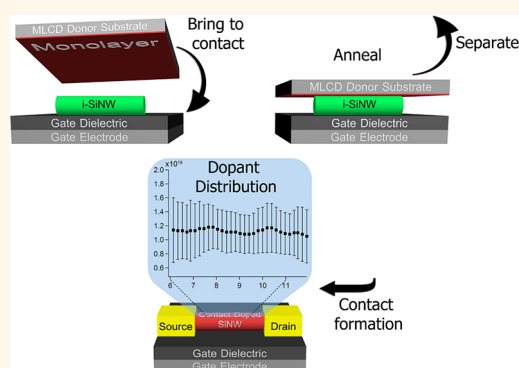 MLCD Donor Substrate
Monolayer
Bring to
contact
i-SiNW
Gate Dielectric
Gate Electrode
Anneal
Separate
MLCD Donor Substrate
i-SiNW
Gate Dielectric
Gate Electrode
x10¹⁹
Dopant
Distribution
2.0
1.8
1.6
1.4
1.2
1.0
0.8
0.6
6 7 8 9 10 11
Contact Doped
SiNW
Source
Drain
Gate Dielectric
Gate Electrode
Contact
formation